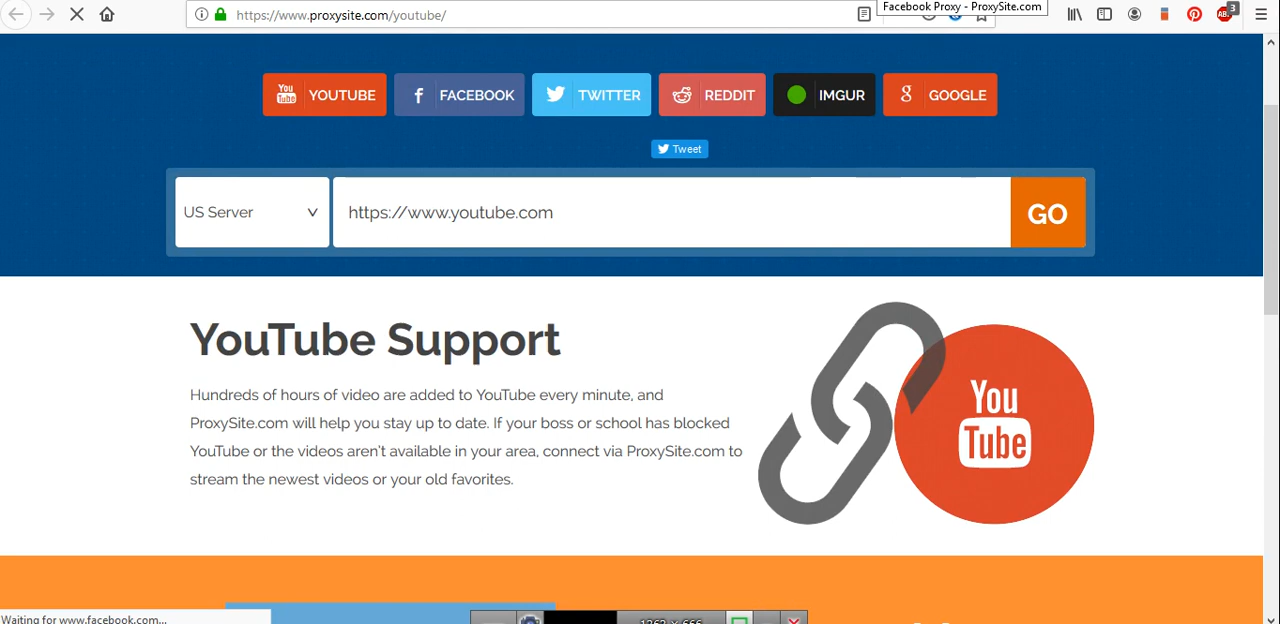 https://www.proxysite.com/youtube/
Facebook Proxy - ProxySite.com
3
You Tube YOUTUBE
f FACEBOOK
TWITTER
REDDIT
IMGUR
g GOOGLE
Tweet
US Server
https://www.youtube.com
GO
YouTube Support
Hundreds of hours of video are added to YouTube every minute, and
ProxySite.com will help you stay up to date. If your boss or school has blocked
YouTube or the videos aren't available in your area, connect via ProxySite.com to
stream the newest videos or your old favorites.
You
Tube
Waiting for www.facebook.com...